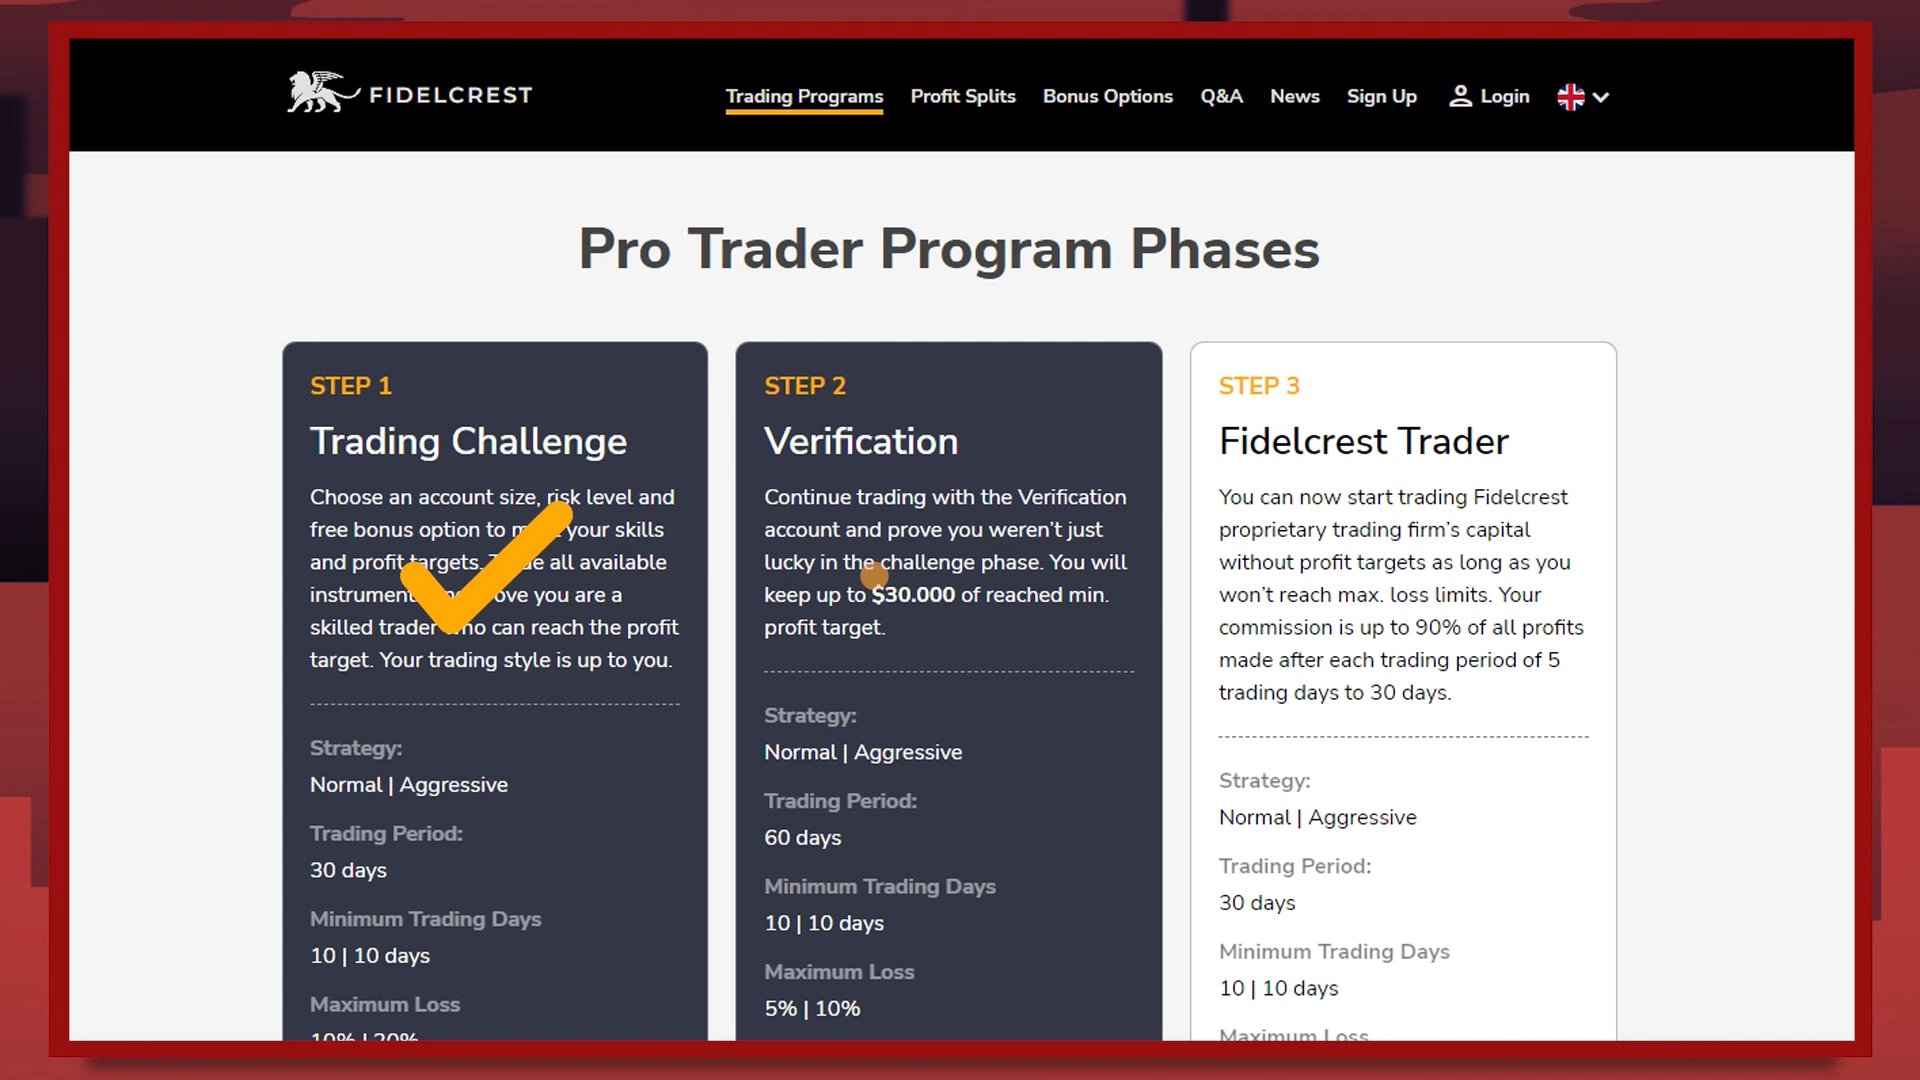 FIDELCREST
Trading Programs Profit Splits Bonus Options Q&A News Sign Up Login
Pro Trader Program Phases
STEP 1
Trading Challenge
Choose an account size, risk level and
free bonus option to your skills
and profit targets. all available
you are a
skilled trader who can reach the profit
target. Your trading style is up to you.
Strategy:
Normal | Aggressive
Trading Period:
30 days
Minimum Trading Days
10 | 10 days
Maximum Loss
10% | 20%
STEP 2
Verification
Continue trading with the Verification
account and prove you weren't just
lucky in the challenge phase. You will
keep up to $30.000 of reached min.
profit target.
Strategy:
Normal | Aggressive
Trading Period:
60 days
Minimum Trading Days
10 | 10 days
Maximum Loss
5% | 10%
STEP 3
Fidelcrest Trader
You can now start trading Fidelcrest
proprietary trading firm's capital
without profit targets as long as you
won't reach max. loss limits. Your
commission is up to 90% of all profits
made after each trading period of 5
trading days to 30 days.
Strategy:
Normal | Aggressive
Trading Period:
30 days
Minimum Trading Days
10 | 10 days
Maximum Loss